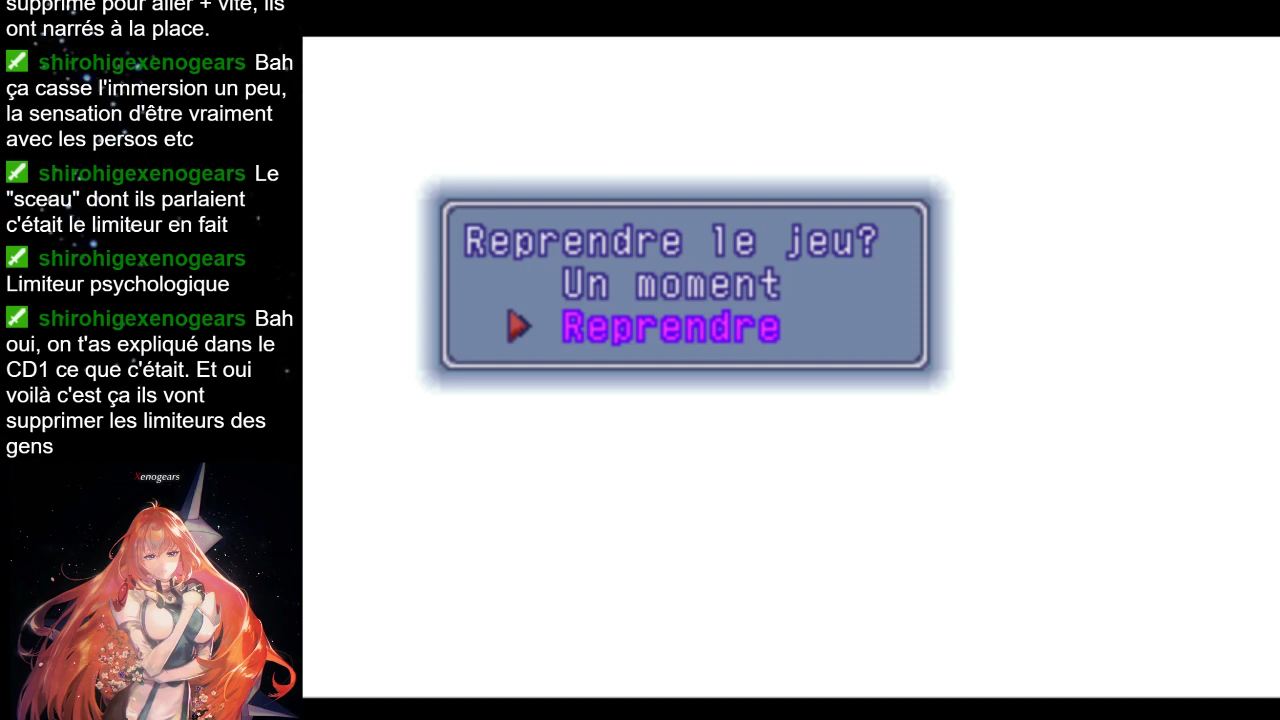 supprimé pour aller + vite, ils
ont narrés à la place.
shirohigexenogears Bah
ça casse l'immersion un peu,
la sensation d'être vraiment
avec les persos etc
shirohigexenogears Le
"sceau" dont ils parlaient
c'était le limiteur en fait
shirohigexenogears
Limiteur psychologique
shirohigexenogears Bah
oui, on t'as expliqué dans le
CD1 ce que c'était. Et oui
voilà c'est ça ils vont
supprimer les limiteurs des
gens
Xenogears
Reprendre le jeu?
Un moment
Reprendre